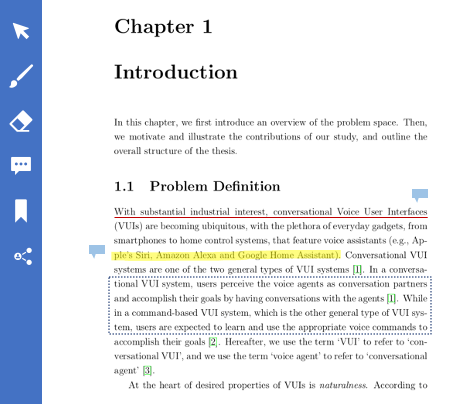 Chapter 1
Introduction
In this chapter, we first introduce an overview of the problem space. Then,
we motivate and illustrate the contributions of our study, and outline the
overall structure of the thesis.
1.1 Problem Definition
With substantial industrial interest, conversational Voice User Interfaces
(VUIs) are becoming ubiquitous, with the plethora of everyday gadgets, from
smartphones to home control systems, that feature voice assistants (e.g., Ap-
ple's Siri, Amazon Alexa and Google Home Assistant). Conversational VUI
systems are one of the two general types of VUI systems [1]. In a conversa-
tional VUI system, users perceive the voice agents as conversation partners
and accomplish their goals by having conversations with the agents [1]. While
in a command-based VUI system, which is the other general type of VUI sys-
tem, users are expected to learn and use the appropriate voice commands to
accomplish their goals [2]. Hereafter, we use the term ‘VUI’ to refer to ‘con-
versational VUI’, and we use the term ‘voice agent’ to refer to ‘conversational
agent’ [3].
At the heart of desired properties of VUIs is naturalness. According to